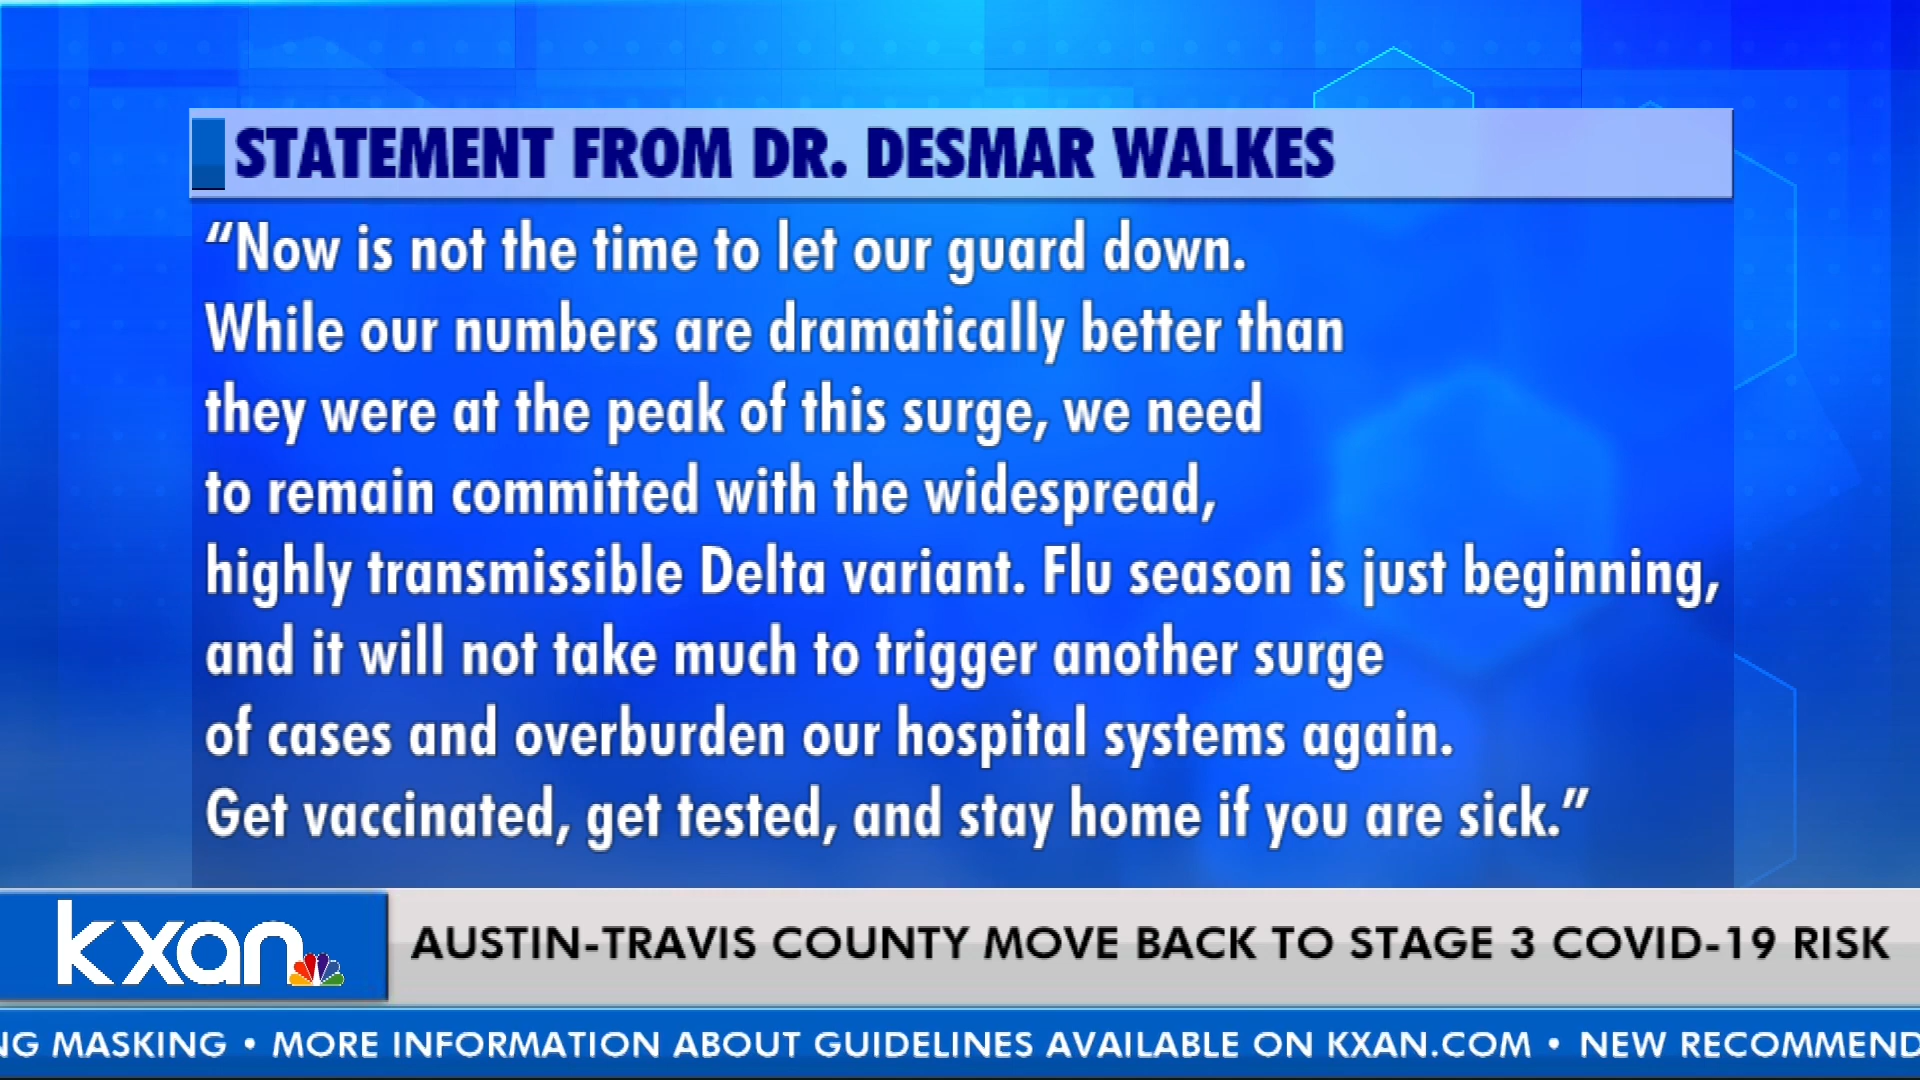 STATEMENT FROM DR. DESMAR WALKES
“Now is not the time to let our guard down.
While our numbers are dramatically better than
they were at the peak of this surge, we need
to remain committed with the widespread,
highly transmissible Delta variant. Flu season is just beginning,
and it will not take much to trigger another surge
of cases and overburden our hospital systems again.
Get vaccinated, get tested, and stay home if you are sick.”
kxan
AUSTIN-TRAVIS COUNTY MOVE BACK TO STAGE 3 COVID-19 RISK
NG MASKING • MORE INFORMATION ABOUT GUIDELINES AVAILABLE ON KXAN.COM • NEW RECOMMEND